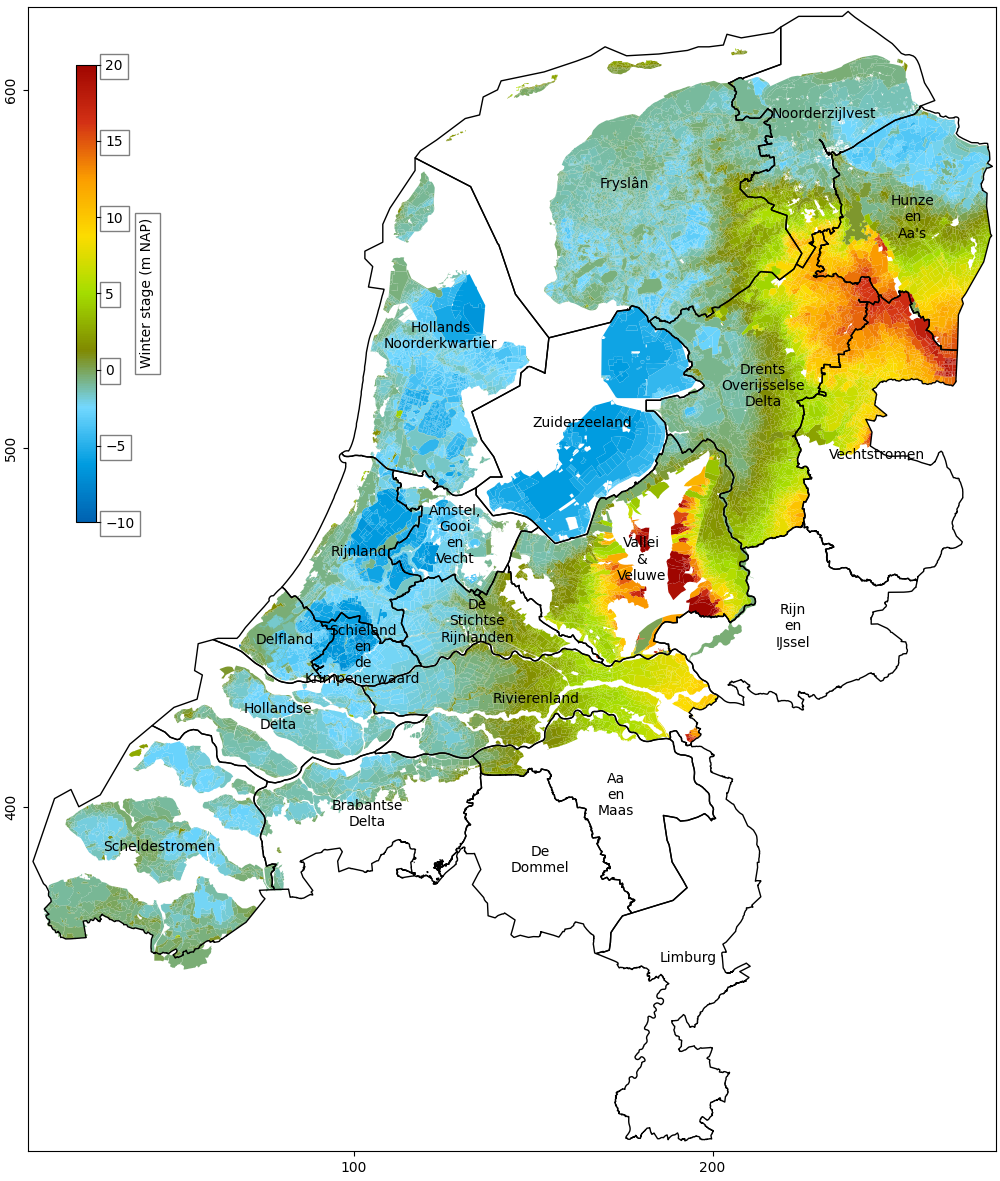 20
15
10
5
0
−5
−10
Winter stage (m NAP)
600
500
400
100
200
Noorderzijlvest
Fryslân
Hunze
en
Aa's
Hollands
Noorderkwartier
Drents
Overijsselse
Delta
Zuiderzeeland
Vechtstromen
Amstel,
Gooi
en
Vecht
Rijnland
Vallei
&
Veluwe
De
Stichtse
Rijnlanden
Rijn
en
IJssel
Delfland
Schieland
en
de
Krimpenerwaard
Rivierenland
Hollandse
Delta
Aa
en
Maas
Brabantse
Delta
Scheldestromen
De
Dommel
Limburg